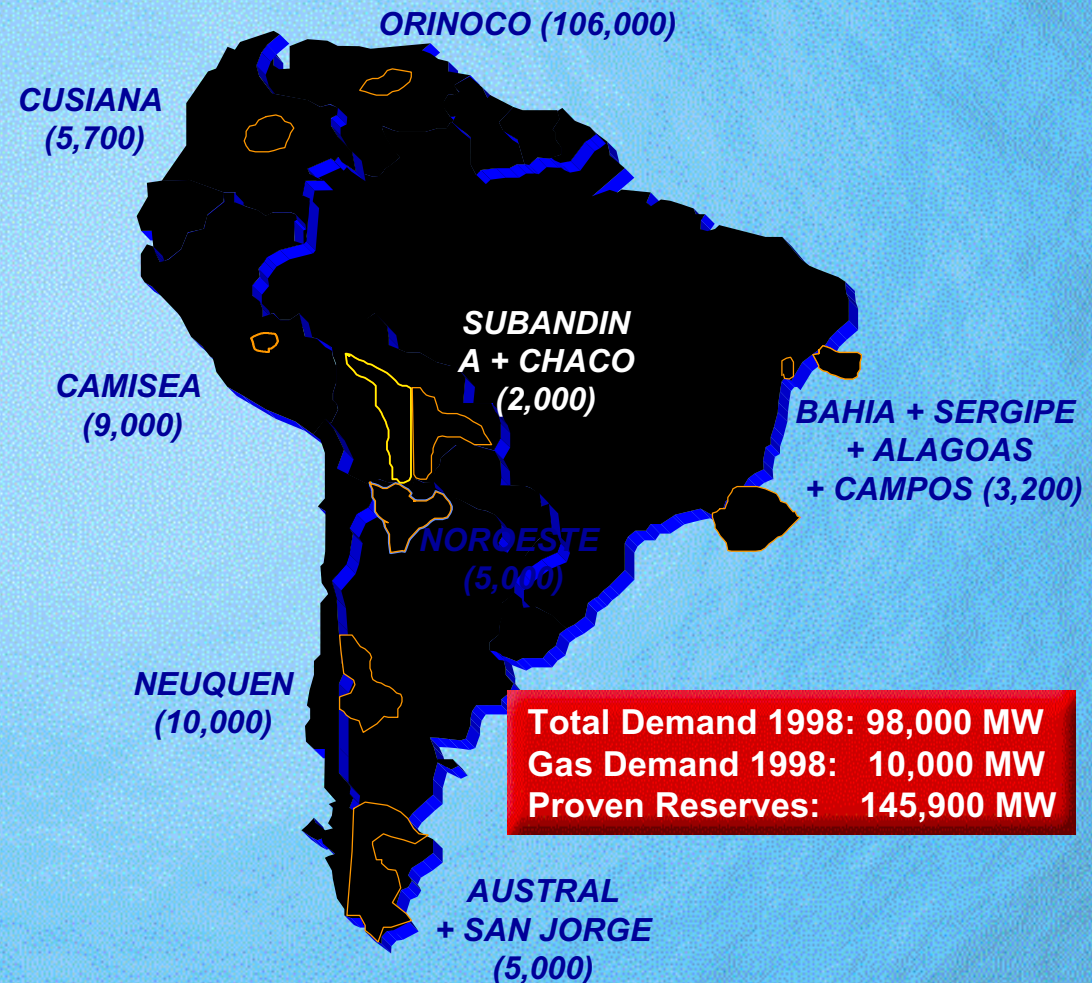 ORINOCO (106,000)
CUSIANA
(5,700)
SUBANDIN
A + CHACO
(2,000)
CAMISEA
(9,000)
BAHIA + SERGIPE
+ ALAGOAS
+ CAMPOS (3,200)
NOROESTE
(5,000)
NEUQUEN
(10,000)
Total Demand 1998: 98,000 MW
Gas Demand 1998: 10,000 MW
Proven Reserves: 145,900 MW
AUSTRAL
+ SAN JORGE
(5,000)